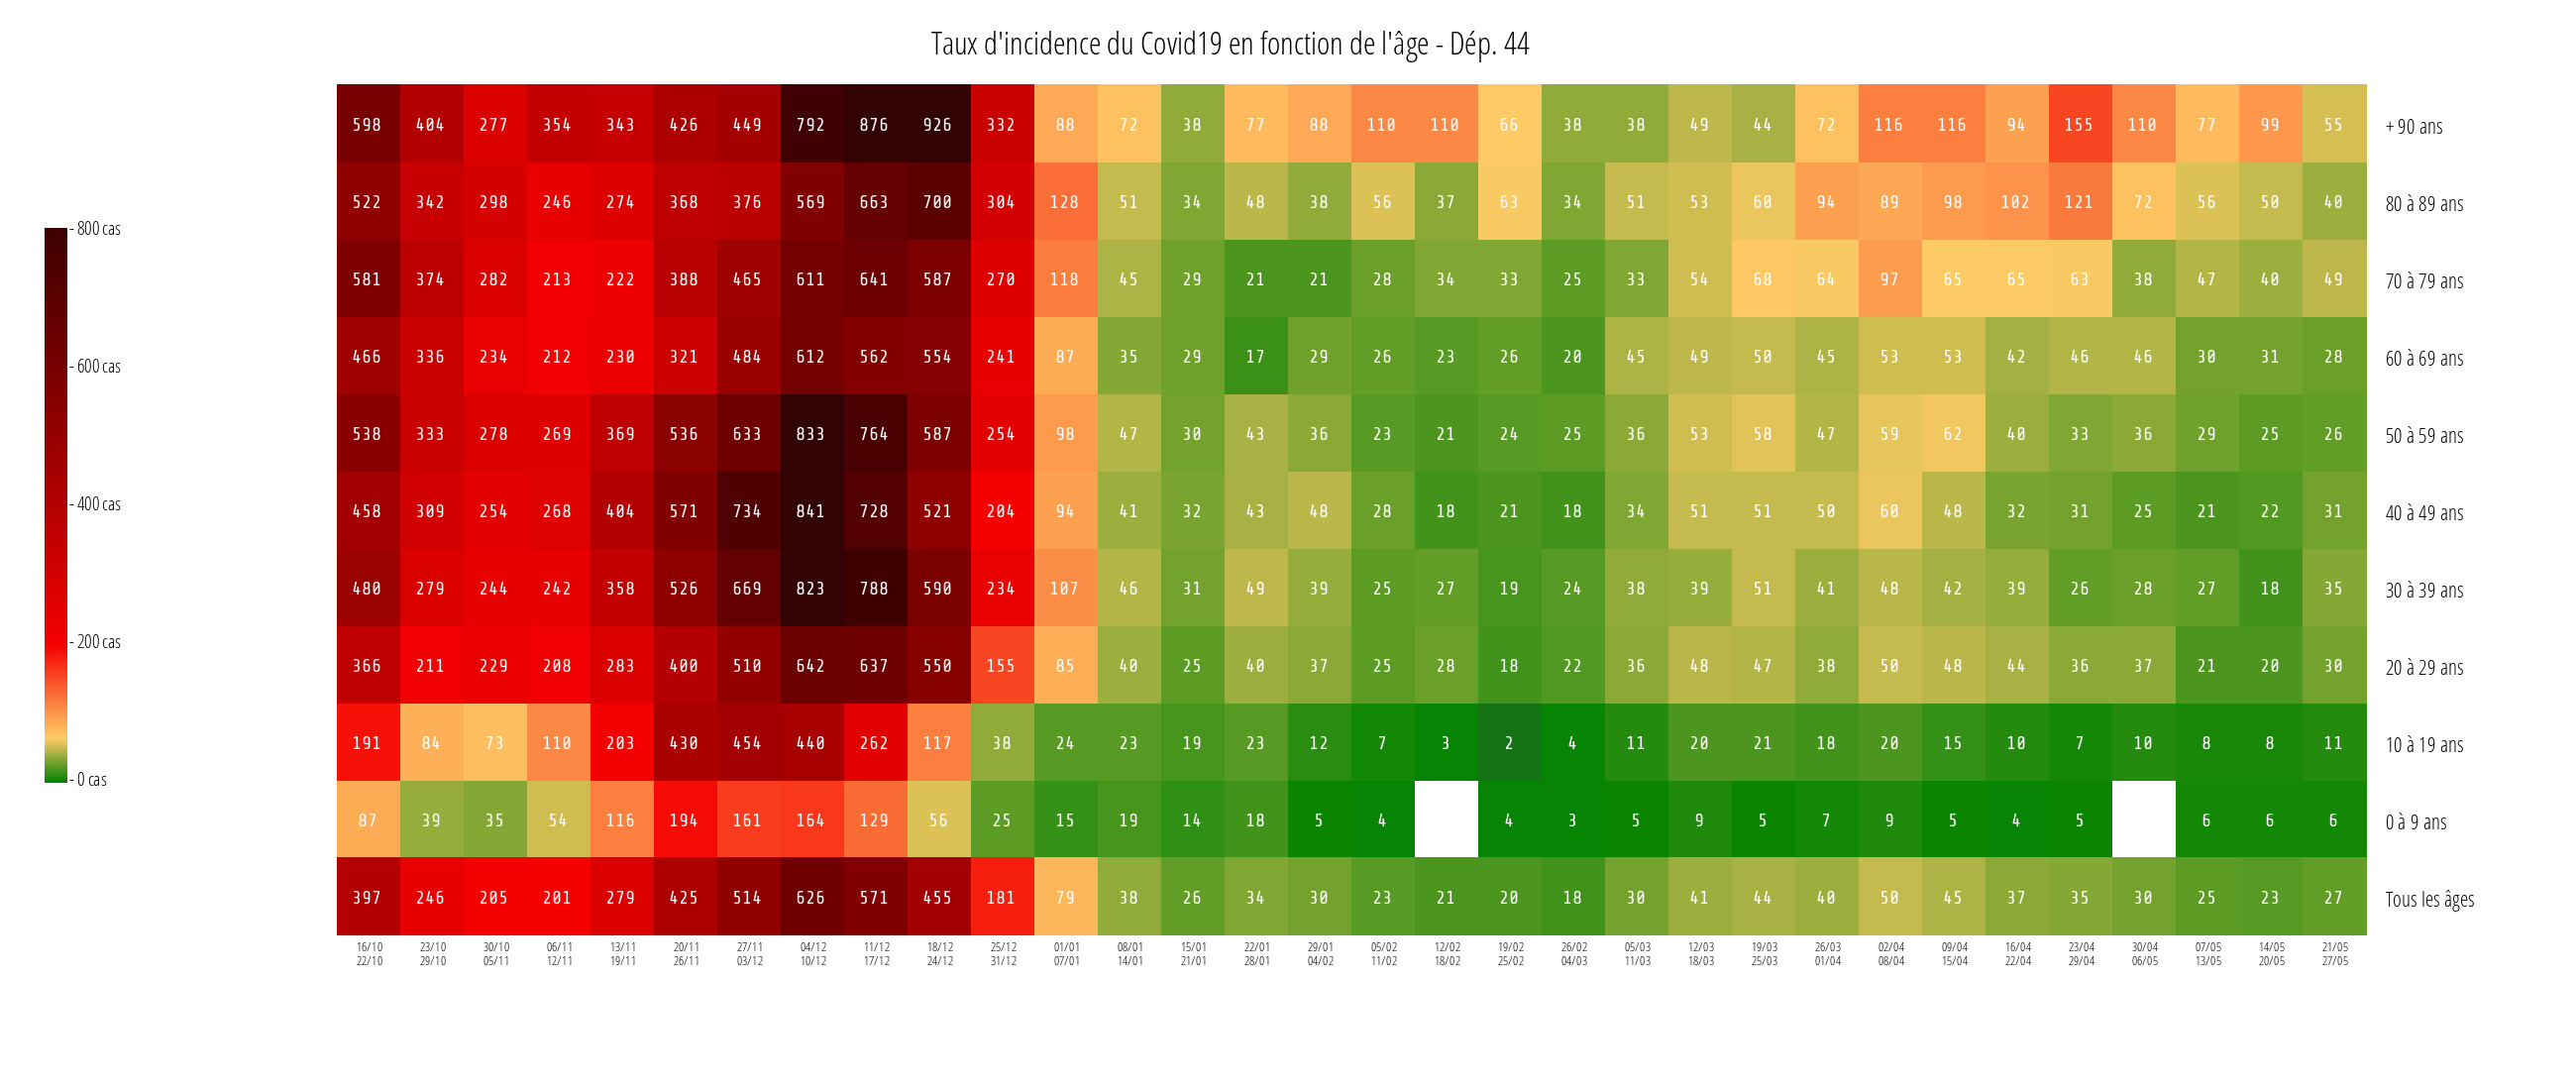 Taux d'incidence du Covid19 en fonction de l'âge - Dép. 44
- 800 cas
- 600 cas
- 400 cas
- 200 cas
- 0 cas
598 404 277 354 343 426 449 792 876 926 332 88 72 38 77 88 110 110 66 38 38 49 44 72 116 116 94 155 110 77 99 55 + 90 ans
522 342 298 246 274 368 376 569 663 700 304 128 51 34 48 38 56 37 63 34 51 53 60 94 89 98 102 121 72 56 50 40 80 à 89 ans
581 374 282 213 222 388 465 611 641 587 270 118 45 29 21 21 28 34 33 25 33 54 68 64 97 65 65 63 38 47 40 49 70 à 79 ans
466 336 234 212 230 321 484 612 562 554 241 87 35 29 17 29 26 23 26 20 45 49 50 45 53 53 42 46 46 30 31 28 60 à 69 ans
538 333 278 269 369 536 633 833 764 587 254 98 47 30 43 36 23 21 24 25 36 53 58 47 59 62 40 33 36 29 25 26 50 à 59 ans
458 309 254 268 404 571 734 841 728 521 204 94 41 32 43 48 28 18 21 18 34 51 51 50 60 48 32 31 25 21 22 31 40 à 49 ans
480 279 244 242 358 526 669 823 788 590 234 107 46 31 49 39 25 27 19 24 38 39 51 41 48 42 39 26 28 27 18 35 30 à 39 ans
366 211 229 208 283 400 510 642 637 550 155 85 40 25 40 37 25 28 18 22 36 48 47 38 50 48 44 36 37 21 20 30 20 à 29 ans
191 84 73 110 203 430 454 440 262 117 38 24 23 19 23 12 7 3 2 4 11 20 21 18 20 15 10 7 10 8 8 11 10 à 19 ans
87 39 35 54 116 194 161 164 129 56 25 15 19 14 18 5 4 4 3 5 9 5 7 9 5 4 5 6 6 6 0 à 9 ans
397 246 205 201 279 425 514 626 571 455 181 79 38 26 34 30 23 21 20 18 30 41 44 40 50 45 37 35 30 25 23 27 Tous les âges
16/10 23/10 30/10 06/11 13/11 20/11 27/11 04/12 11/12 18/12 25/12 01/01 08/01 15/01 22/01 29/01 05/02 12/02 19/02 26/02 05/03 12/03 19/03 26/03 02/04 09/04 16/04 23/04 30/04 07/05 14/05 21/05
22/10 29/10 05/11 12/11 19/11 26/11 03/12 10/12 17/12 24/12 31/12 07/01 14/01 21/01 28/01 04/02 11/02 18/02 25/02 04/03 11/03 18/03 25/03 01/04 08/04 15/04 22/04 29/04 06/05 13/05 20/05 27/05